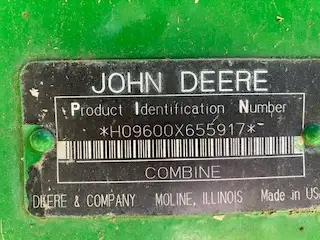 JOHN DEERE
Product Identification Number
*H09600X655917*
COMBINE
DEERE & COMPANY MOLINE, ILLINOIS Made in US